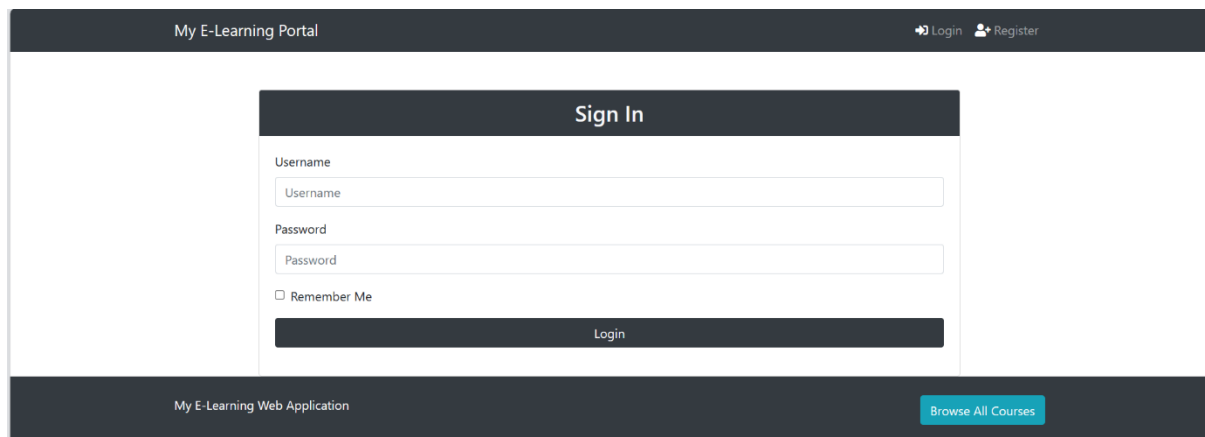 My E-Learning Portal
Login
Register
Sign In
Username
Username
Password
Password
Remember Me
Login
My E-Learning Web Application
Browse All Courses